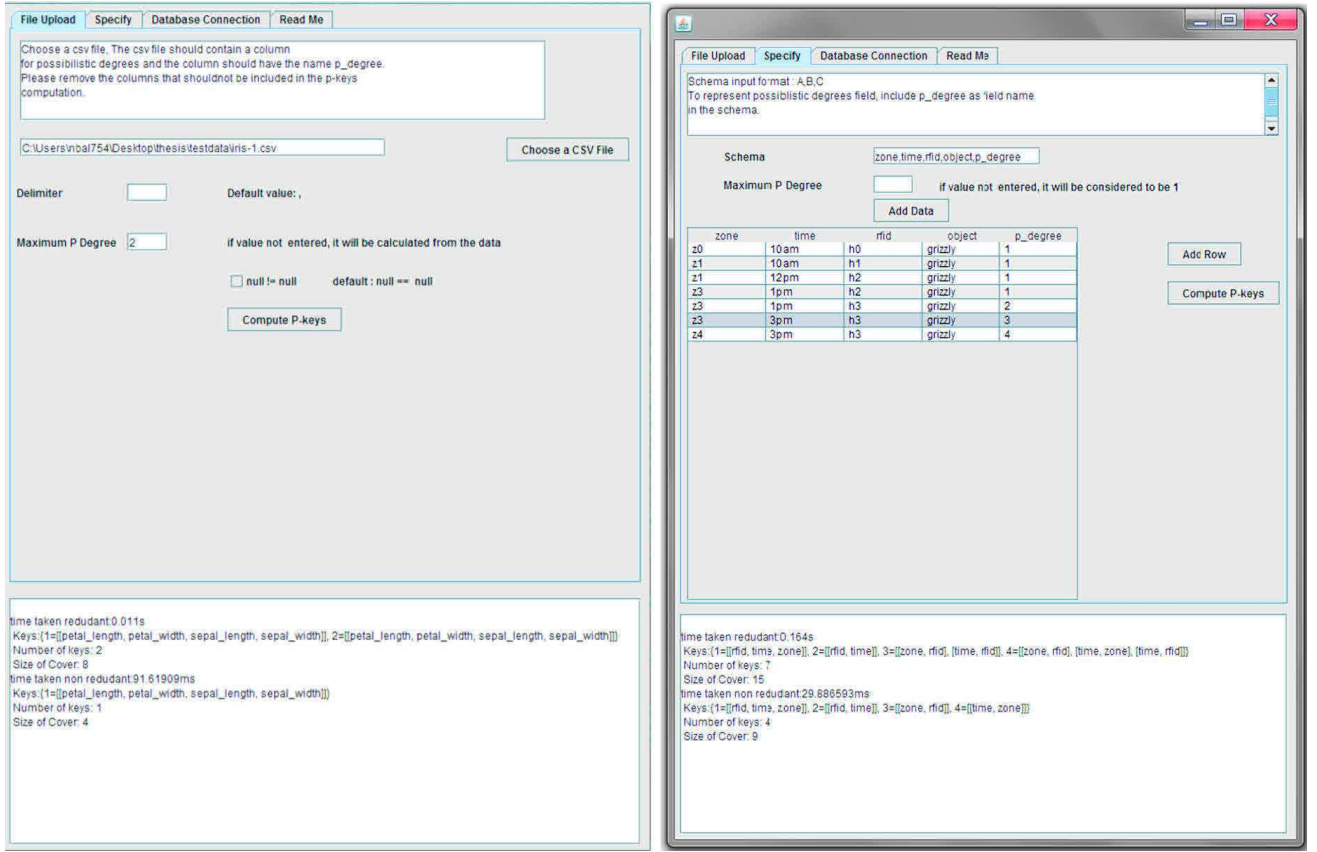 File Upload Specify Database Connection Read Me
Choose a csv file, The csv file should contain a column
for possibilistic degrees and the column should have the name p_degree.
Please remove the columns that shouldnot be included in the p-keys
computation.
C:\Users\nbal754\Desktop\thesis\testdata\iris-1.csv Choose a CSV File
Delimiter Default value: ,
Maximum P Degree 2 if value not entered, it will be calculated from the data
null != null default : null == null
Compute P-keys
time taken redudant:0.011s
Keys:{1=[[petal_length, petal_width, sepal_length, sepal_width]], 2=[[petal_length, petal_width, sepal_length, sepal_width]]}
Number of keys: 2
Size of Cover: 8
time taken non redudant:91.61909ms
Keys:{1=[[petal_length, petal_width, sepal_length, sepal_width]]}
Number of keys: 1
Size of Cover: 4
File Upload Specify Database Connection Read Me
Schema input format : A,B,C
To represent possiblistic degrees field, include p_degree as field name
in the schema.
Schema zone,time,rfid,object,p_degree
Maximum P Degree if value not entered, it will be considered to be 1
Add Data
zone time rfid object p_degree
z0 10am h0 grizzly 1
z1 10am h1 grizzly 1
z1 12pm h2 grizzly 1
z3 1pm h2 grizzly 1
z3 1pm h3 grizzly 2
z3 3pm h3 grizzly 3
z4 3pm h3 grizzly 4
Add Row
Compute P-keys
time taken redudant:0.164s
Keys:{1=[[rfid, time, zone]], 2=[[rfid, time]], 3=[[zone, rfid], [time, rfid]], 4=[[zone, rfid], [time, zone], [time, rfid]]}
Number of keys: 7
Size of Cover: 15
time taken non redudant:29.886593ms
Keys:{1=[[rfid, time, zone]], 2=[[rfid, time]], 3=[[zone, rfid]], 4=[[time, zone]]}
Number of keys: 4
Size of Cover: 9